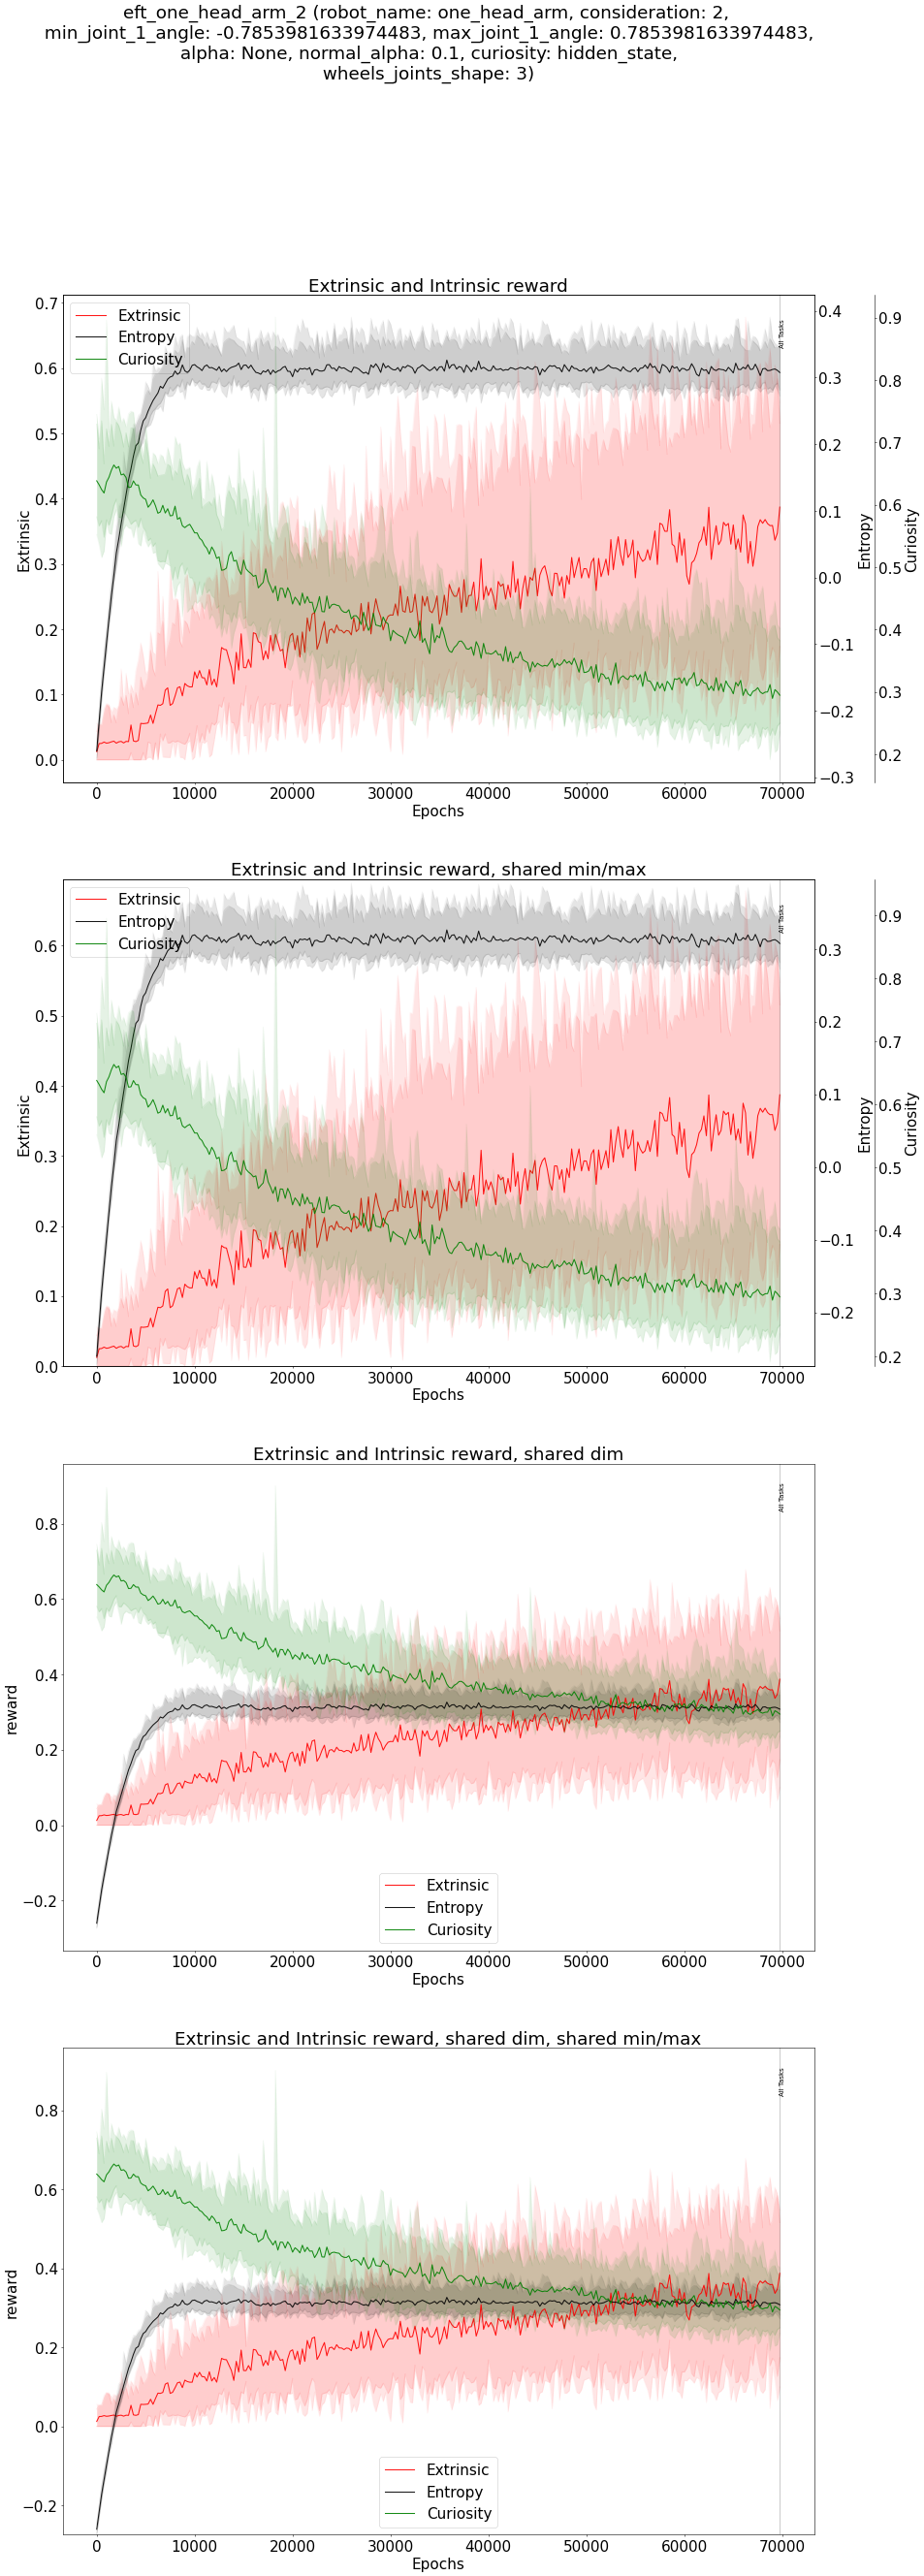 eft_one_head_arm_2 (robot_name: one_head_arm, consideration: 2,
min_joint_1_angle: -0.7853981633974483, max_joint_1_angle: 0.7853981633974483,
alpha: None, normal_alpha: 0.1, curiosity: hidden_state,
wheels_joints_shape: 3)
Extrinsic and Intrinsic reward
Extrinsic
Entropy
Curiosity
All Tasks
0.7
0.6
0.5
0.4
0.3
0.2
0.1
0.0
Extrinsic
0.4
0.3
0.2
0.1
0.0
−0.1
−0.2
−0.3
Entropy
0.9
0.8
0.7
0.6
0.5
0.4
0.3
0.2
Curiosity
0 10000 20000 30000 40000 50000 60000 70000
Epochs
Extrinsic and Intrinsic reward, shared min/max
Extrinsic
Entropy
Curiosity
All Tasks
0.6
0.5
0.4
0.3
0.2
0.1
0.0
Extrinsic
0.3
0.2
0.1
0.0
−0.1
−0.2
Entropy
0.9
0.8
0.7
0.6
0.5
0.4
0.3
0.2
Curiosity
0 10000 20000 30000 40000 50000 60000 70000
Epochs
Extrinsic and Intrinsic reward, shared dim
All Tasks
0.8
0.6
0.4
0.2
0.0
−0.2
reward
Extrinsic
Entropy
Curiosity
0 10000 20000 30000 40000 50000 60000 70000
Epochs
Extrinsic and Intrinsic reward, shared dim, shared min/max
All Tasks
0.8
0.6
0.4
0.2
0.0
−0.2
reward
Extrinsic
Entropy
Curiosity
0 10000 20000 30000 40000 50000 60000 70000
Epochs